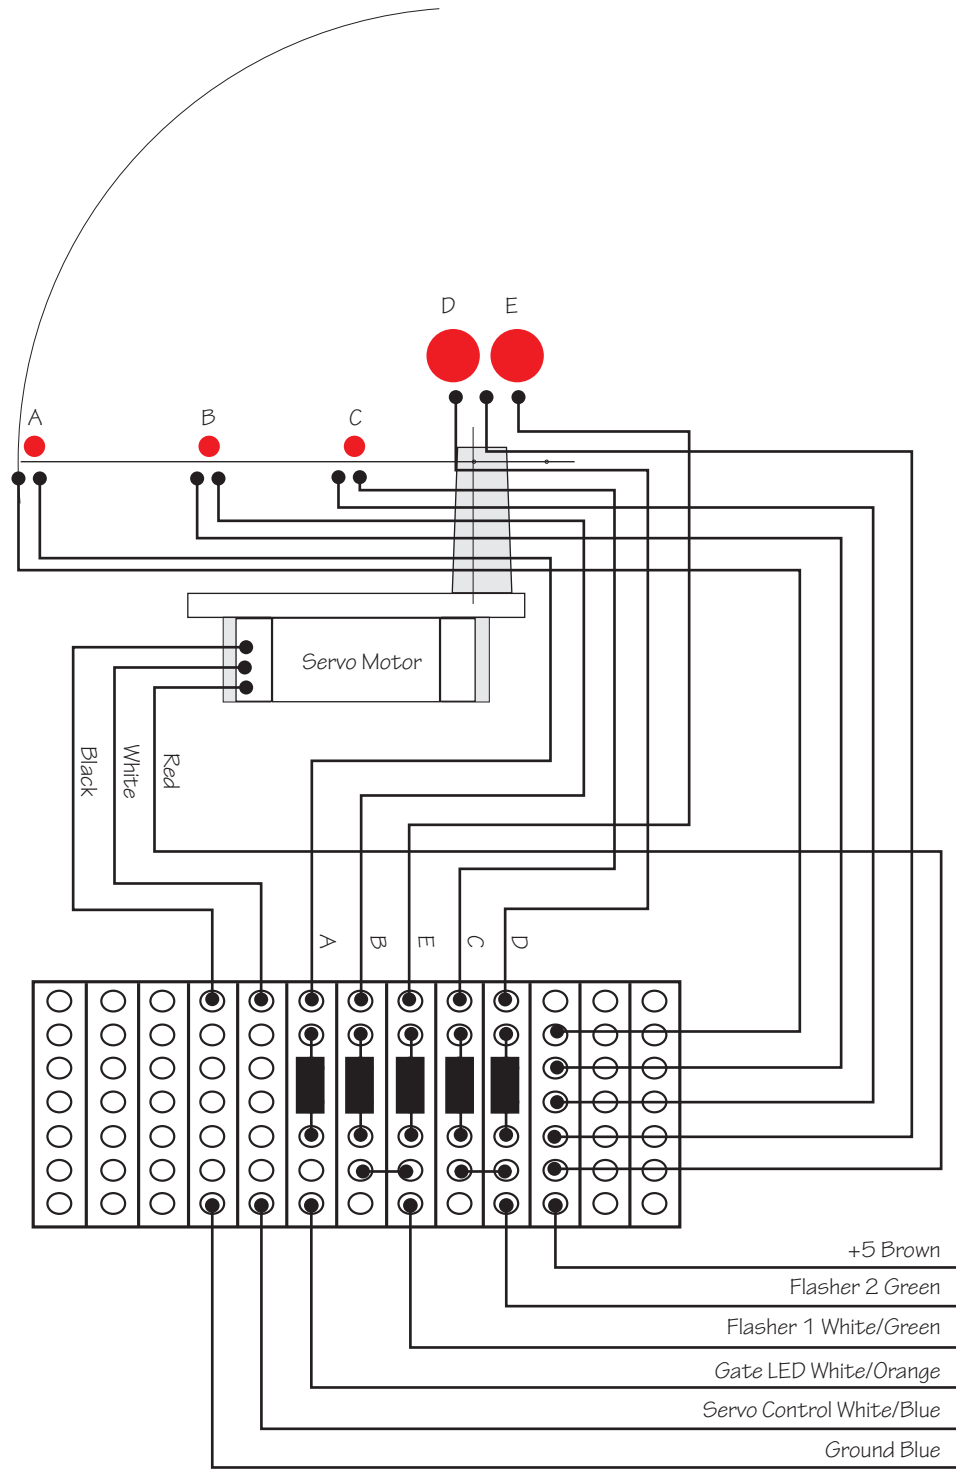 D E
A B C
Servo Motor
Black
White
Red
A B E C D
+5 Brown
Flasher 2 Green
Flasher 1 White/Green
Gate LED White/Orange
Servo Control White/Blue
Ground Blue